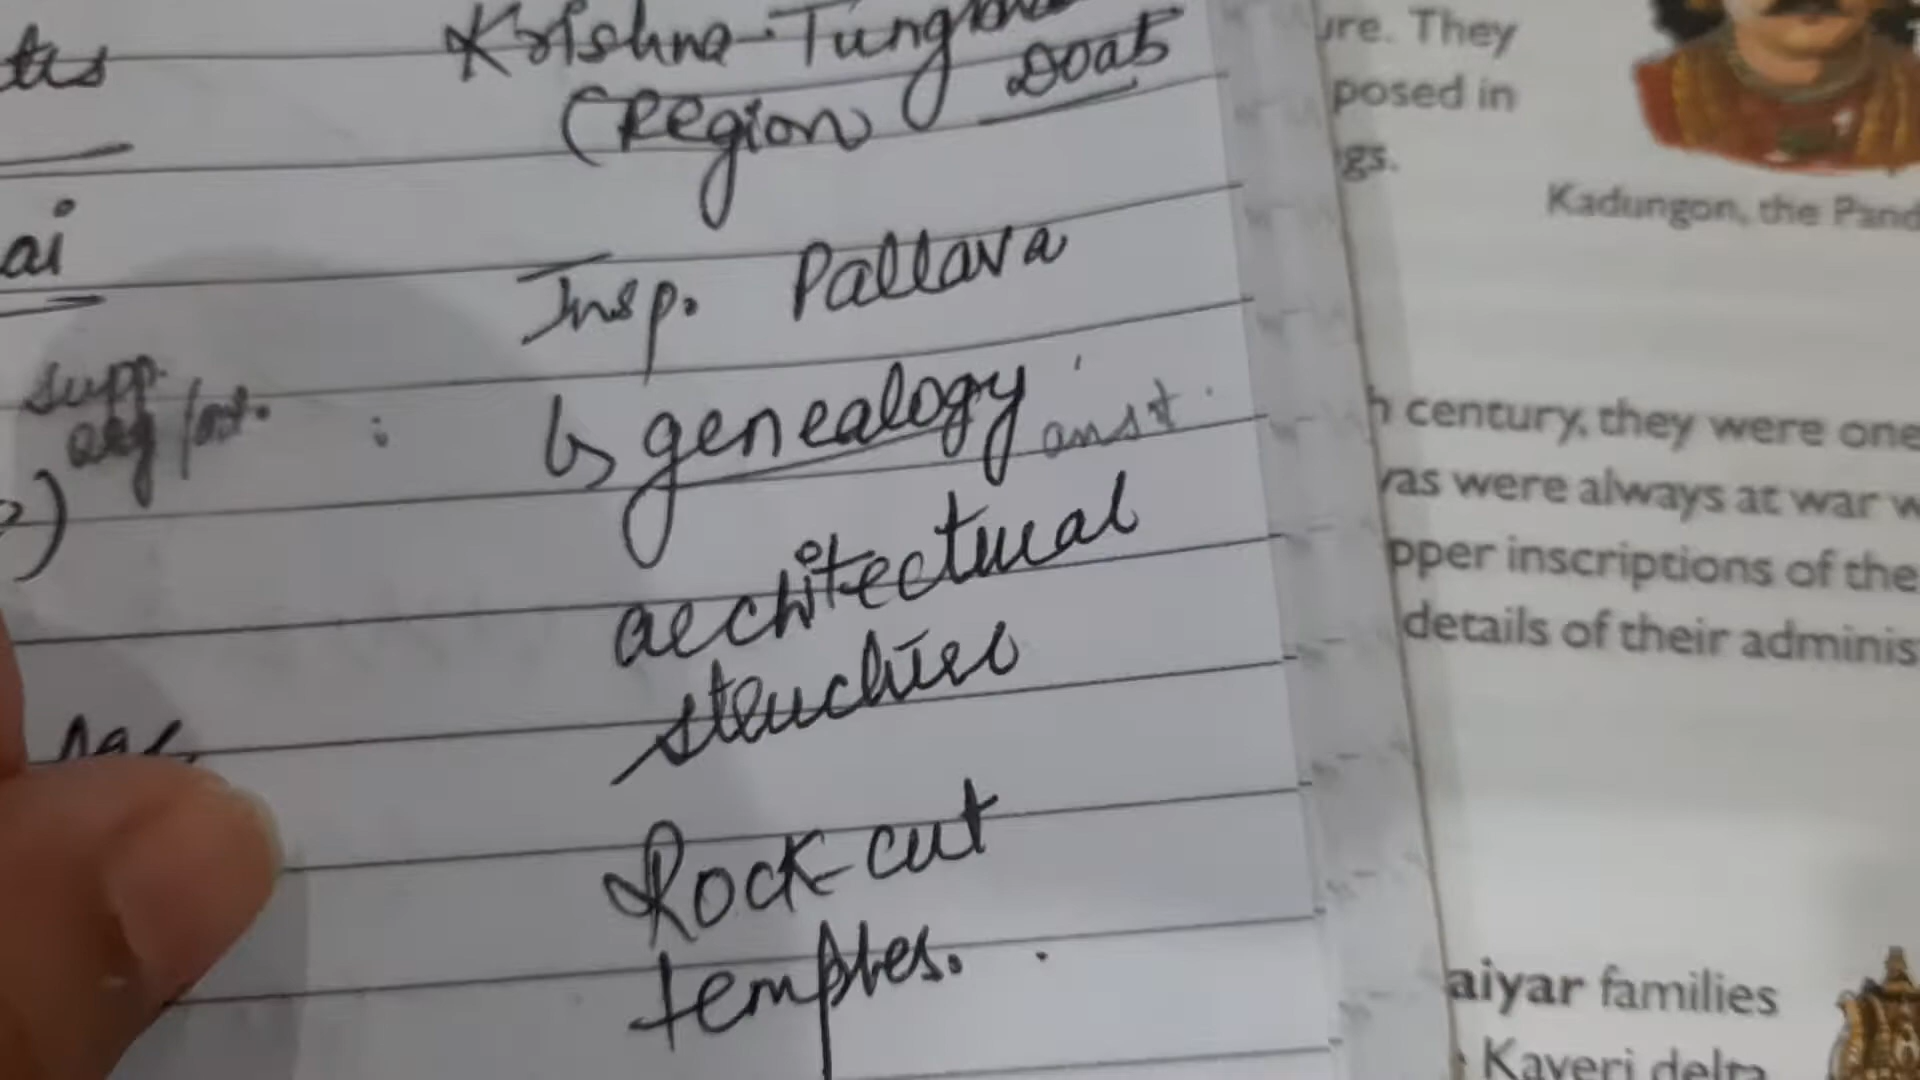 Krishna-Tung
Doab
(Region
ai
Insp. Pallava
supp.
genealogy
architectural
structures
Rock-cut
temples.
ure. They
posed in
gs.
Kadungon, the Pand
h century, they were one
vas were always at war w
pper inscriptions of the
details of their adminis
aiyar families
Kaveri delta